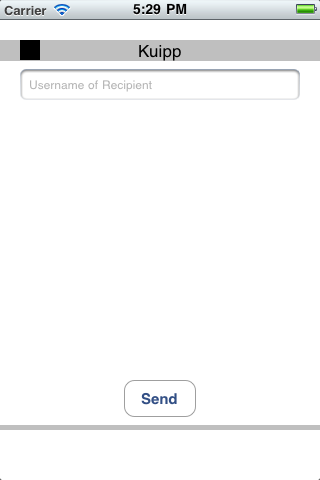 Carrier 5:29 PM
Kuipp
Username of Recipient
Send